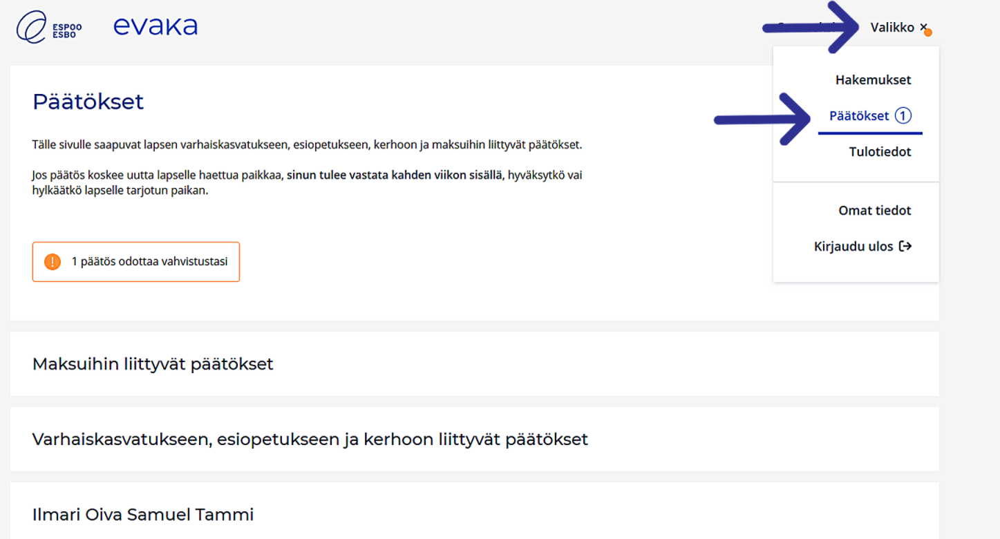 ESPOO
ESBO
evaka
Valikko ×
Hakemukset
Päätökset 1
Tulotiedot
Omat tiedot
Kirjaudu ulos
Päätökset
Tälle sivulle saapuvat lapsen varhaiskasvatukseen, esiopetukseen, kerhoon ja maksuihin liittyvät päätökset.
Jos päätös koskee uutta lapselle haettua paikkaa, sinun tulee vastata kahden viikon sisällä, hyväksytkö vai
hylkäätkö lapselle tarjotun paikan.
! 1 päätös odottaa vahvistustasi
Maksuihin liittyvät päätökset
Varhaiskasvatukseen, esiopetukseen ja kerhoon liittyvät päätökset
Ilmari Oiva Samuel Tammi